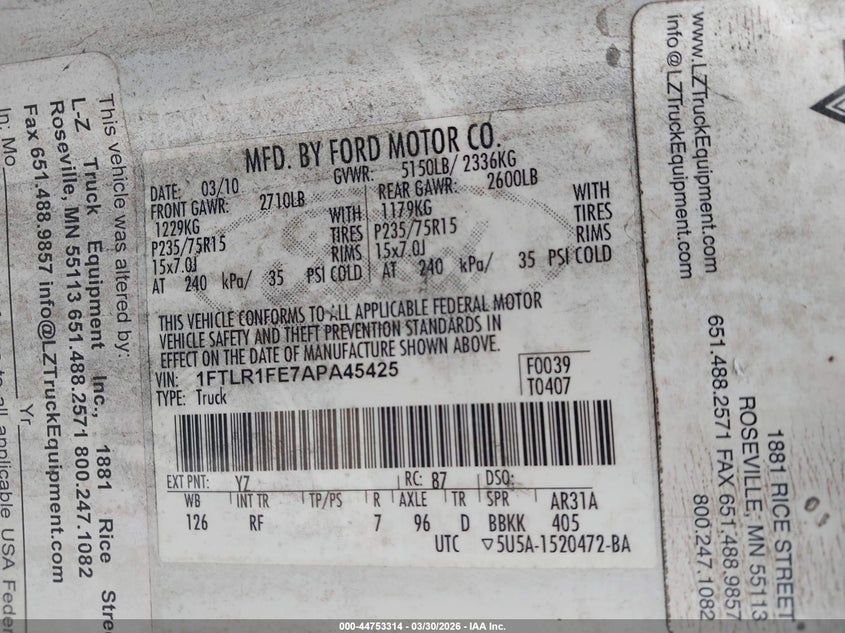 This vehicle was altered by:
L-Z Truck Equipment Inc., 1881 Rice Stree
Roseville, MN 55113 651.488.2571 800.247.1082
Fax 651.488.9857 info@LZTruckEquipment.com
In: Mo Yr.
applicable USA Feder
MFD. BY FORD MOTOR CO.
DATE: 03/10 GVWR: 5150LB/ 2336KG
FRONT GAWR: 2710LB REAR GAWR: 2600LB
1229KG WITH 1179KG WITH
P235/75R15 TIRES P235/75R15 TIRES
15x7.0J RIMS 15x7.0J RIMS
AT 240 kPa/ 35 PSI COLD AT 240 kPa/ 35 PSI COLD
THIS VEHICLE CONFORMS TO ALL APPLICABLE FEDERAL MOTOR
VEHICLE SAFETY AND THEFT PREVENTION STANDARDS IN
EFFECT ON THE DATE OF MANUFACTURE SHOWN ABOVE.
VIN: 1FTLR1FE7APA45425 F0039
TYPE: Truck T0407
EXT PNT: YZ RC: 87 DSO:
WB INT TR TP/PS R AXLE TR SPR AR31A
126 RF 7 96 D BBKK 405
UTC ▽5U5A-1520472-BA
www.LZTruckEquipment.com
info@LZTruckEquipment.com
1881 RICE STREET
ROSEVILLE, MN 55113
651.488.2571 FAX 651.488.9857
800.247.1082
000-44753314 - 03/30/2026 - IAA Inc.